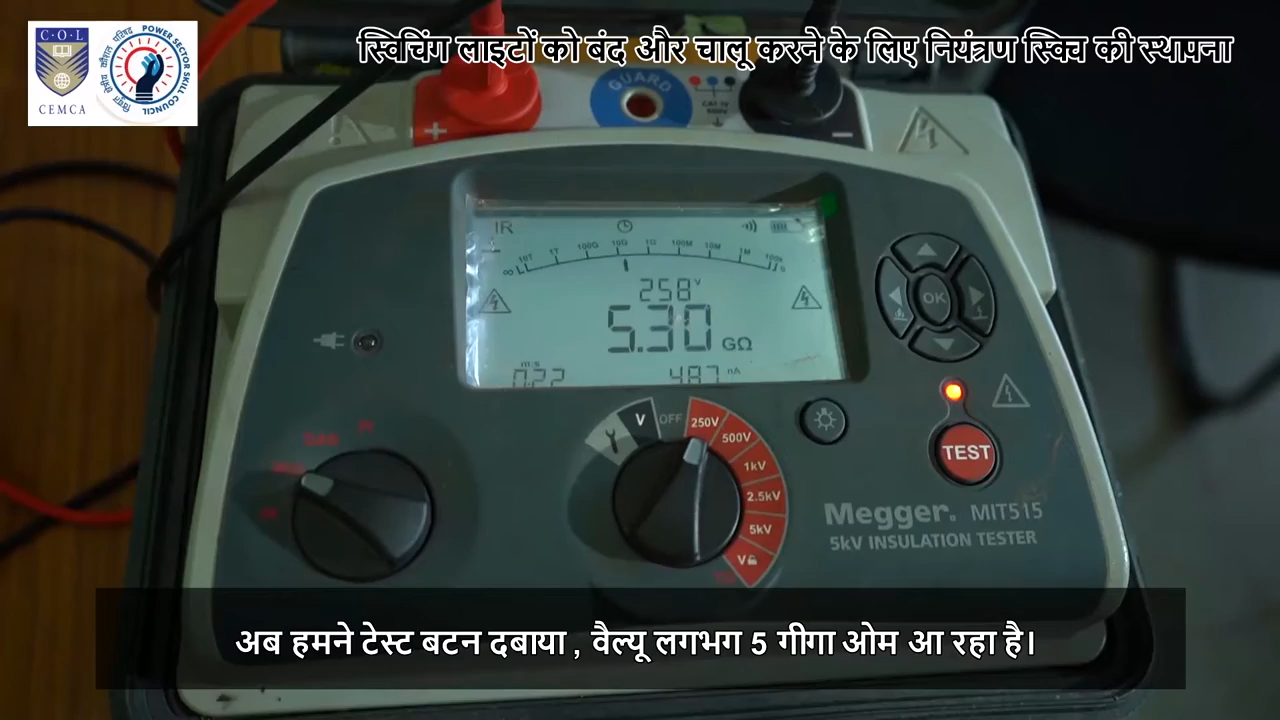 स्विचिंग लाइटों को बंद और चालू करने के लिए नियंत्रण स्विच की स्थापना
C·O·L
CEMCA
POWER SECTOR SKILL COUNCIL
GUARD
+
−
IR
∞ 10T 1T 100G 10G 1G 100M 10M 1M 100k 0
258 V
5.30 GΩ
m:s
0.22
487 nA
OK
V OFF 250V
500V
1kV
2.5kV
5kV
V
TEST
Megger. MIT515
5kV INSULATION TESTER
अब हमने टेस्ट बटन दबाया , वैल्यू लगभग 5 गीगा ओम आ रहा है।